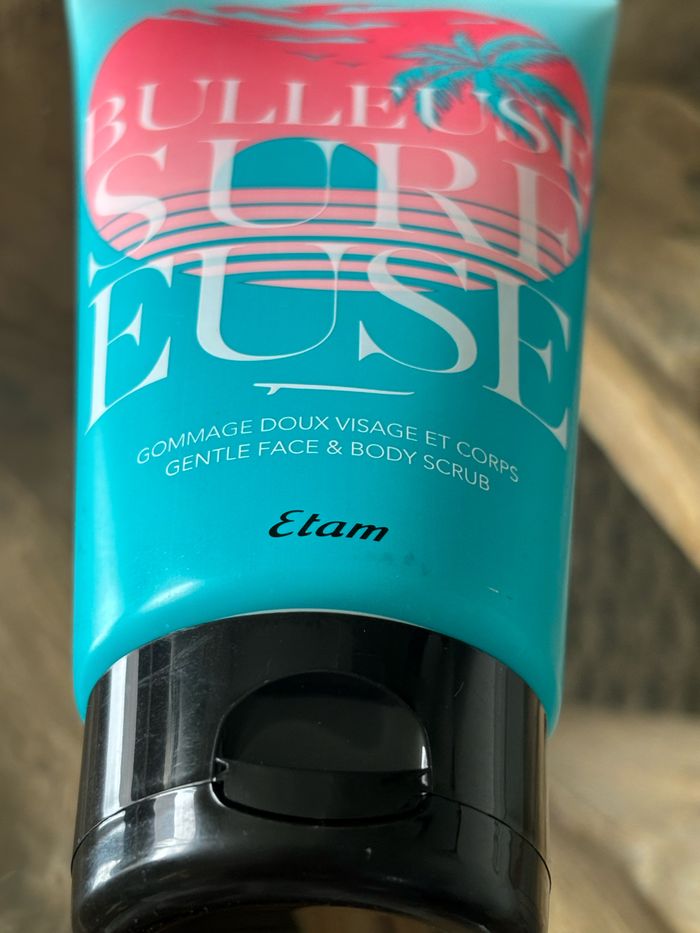 BULLEUSE
SURF
EUSE
GOMMAGE DOUX VISAGE ET CORPS
GENTLE FACE & BODY SCRUB
Etam